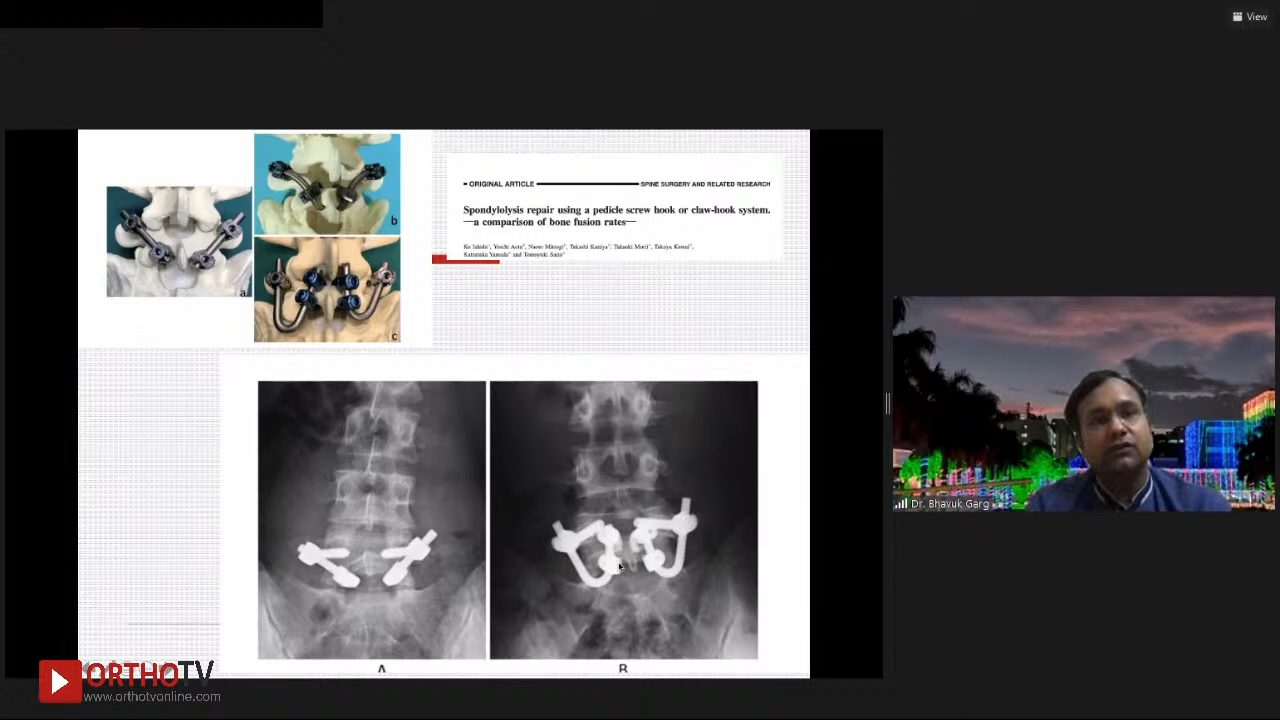 View
b
a
c
ORIGINAL ARTICLE
SPINE SURGERY AND RELATED RESEARCH
Spondylolysis repair using a pedicle screw hook or claw-hook system.
—a comparison of bone fusion rates—
A
B
Dr. Bhavuk Garg
ORTHOTV
www.orthotvonline.com